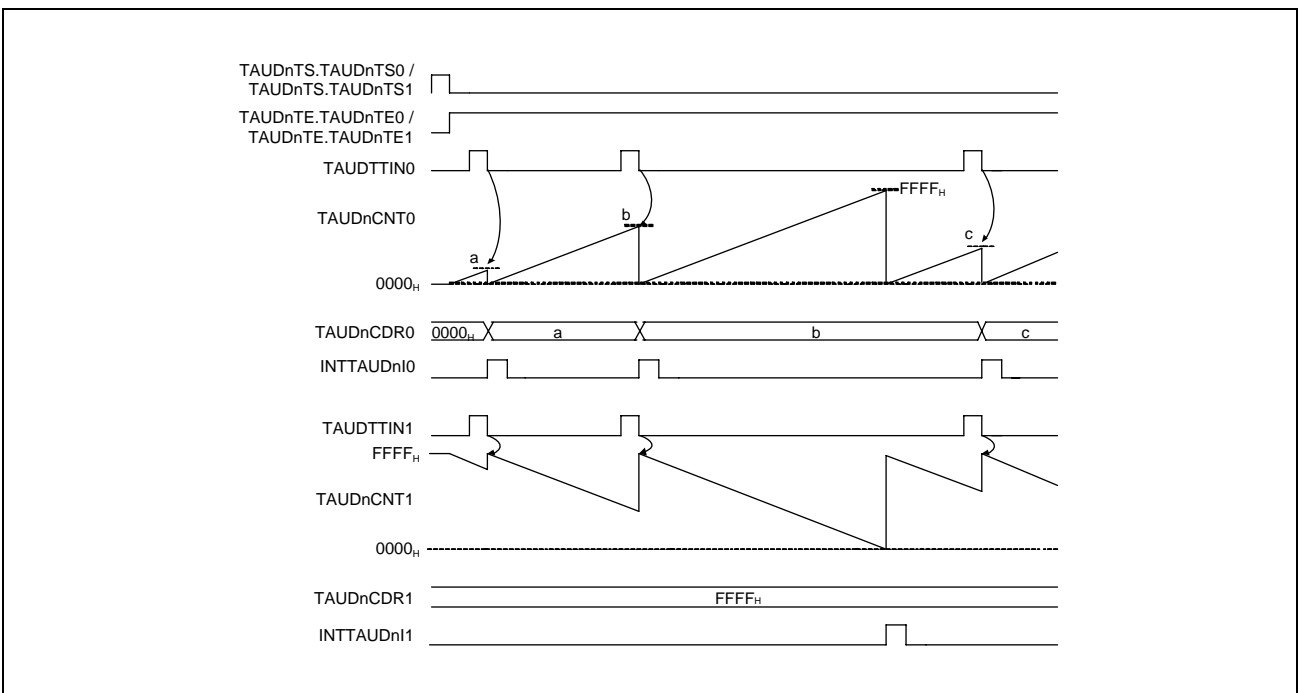 TAUDnTS.TAUDnTS0 /
TAUDnTS.TAUDnTS1
TAUDnTE.TAUDnTE0 /
TAUDnTE.TAUDnTE1
TAUDTTIN0
FFFFH
TAUDnCNT0
b
c
a
0000H
TAUDnCDR0 0000H a b c
INTTAUDnI0
TAUDTTIN1
FFFFH
TAUDnCNT1
0000H
TAUDnCDR1 FFFFH
INTTAUDnI1